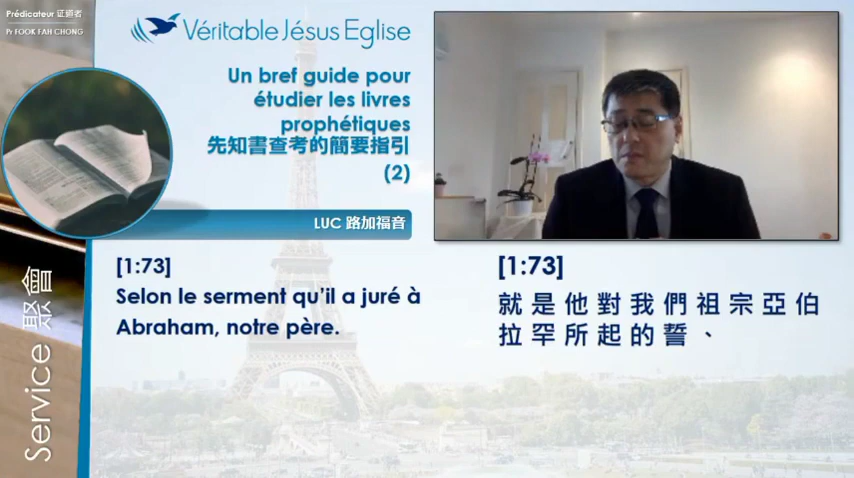 Prédicateur 证道者
Pr FOOK FAH CHONG
Véritable Jésus Eglise
Un bref guide pour
étudier les livres
prophétiques
先知書查考的簡要指引
(2)
LUC 路加福音
Service 聚會
[1:73]
Selon le serment qu’il a juré à
Abraham, notre père.
[1:73]
就是他對我們祖宗亞伯
拉罕所起的誓、